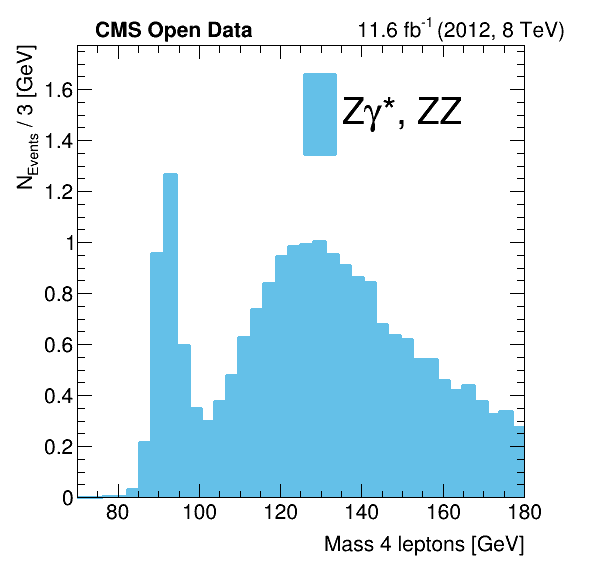 CMS Open Data
11.6 fb⁻¹ (2012, 8 TeV)
N_Events / 3 [GeV]
Zγ*, ZZ
1.6
1.4
1.2
1
0.8
0.6
0.4
0.2
0
80 100 120 140 160 180
Mass 4 leptons [GeV]